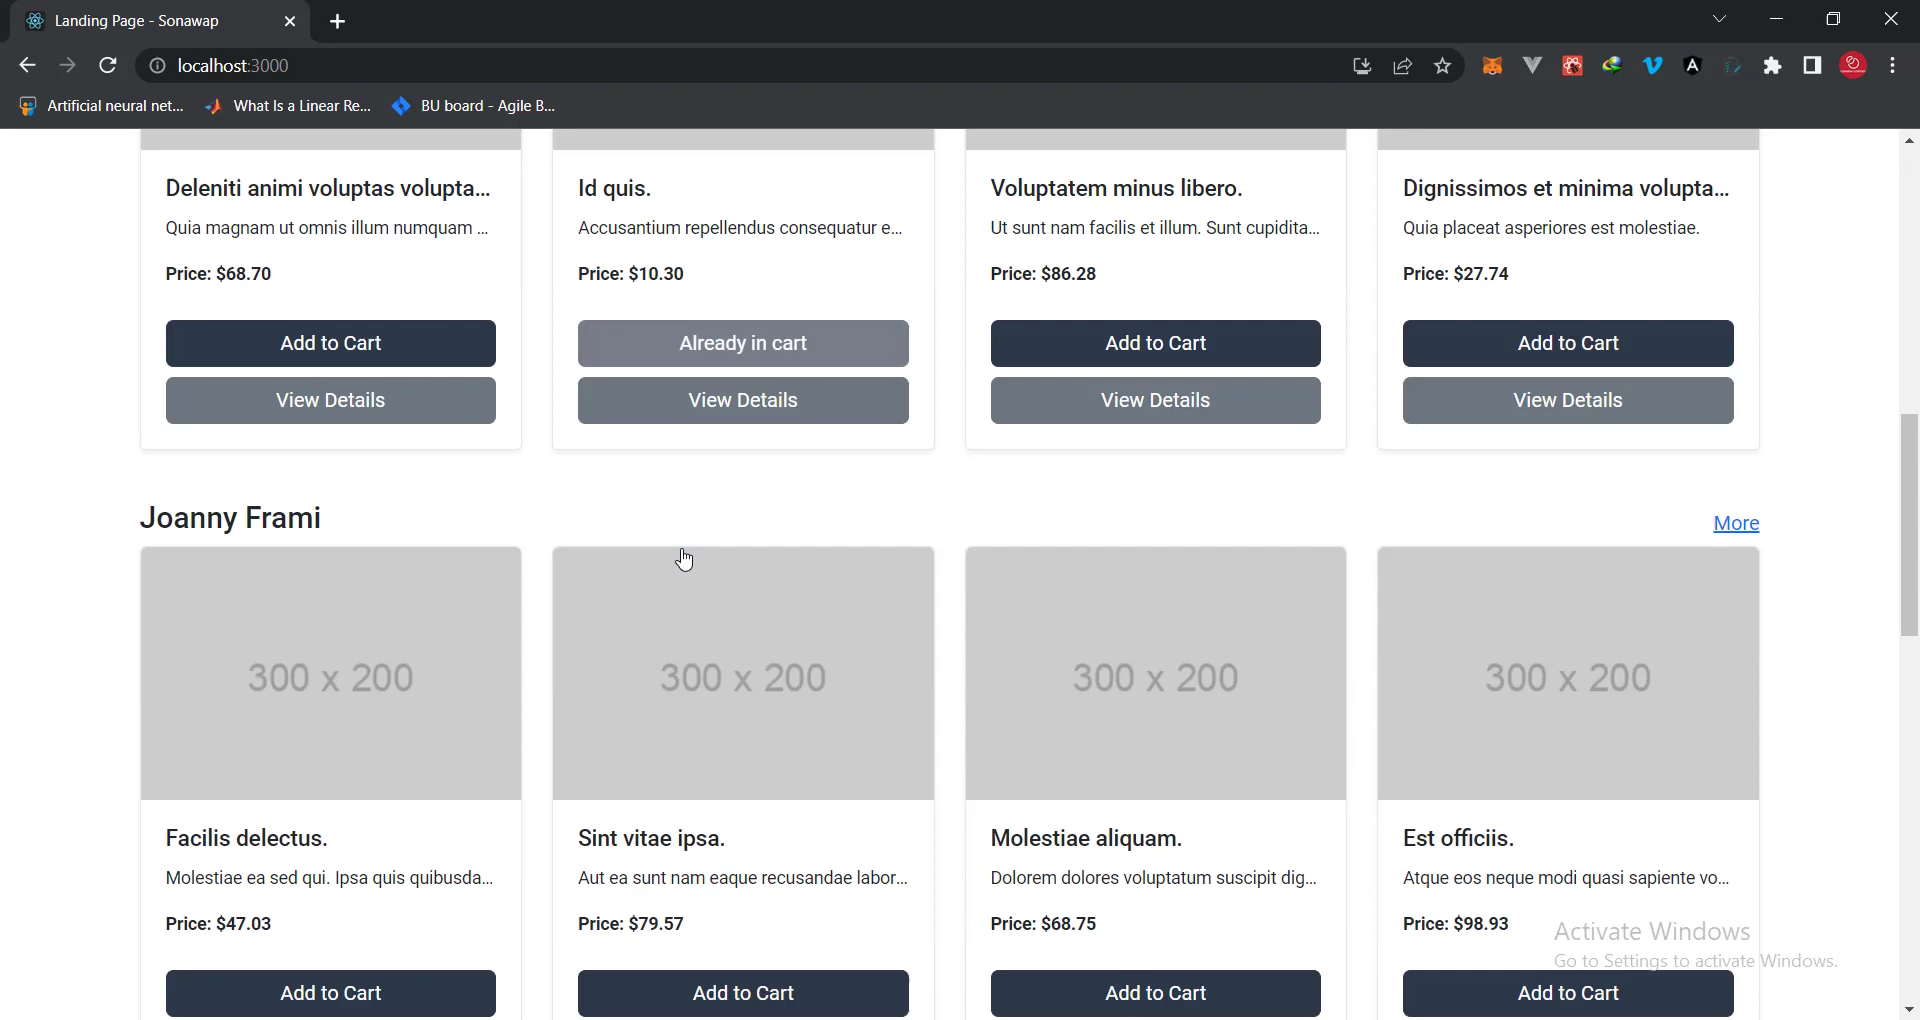 Landing Page - Sonawap
localhost:3000
Artificial neural net...
What Is a Linear Re...
BU board - Agile B...
Deleniti animi voluptas volupta...
Id quis.
Voluptatem minus libero.
Dignissimos et minima volupta...
Quia magnam ut omnis illum numquam ...
Accusantium repellendus consequatur e...
Ut sunt nam facilis et illum. Sunt cupidita...
Quia placeat asperiores est molestiae.
Price: $68.70
Price: $10.30
Price: $86.28
Price: $27.74
Add to Cart
Already in cart
Add to Cart
Add to Cart
View Details
View Details
View Details
View Details
Joanny Frami
More
300 x 200
300 x 200
300 x 200
300 x 200
Facilis delectus.
Sint vitae ipsa.
Molestiae aliquam.
Est officiis.
Molestiae ea sed qui. Ipsa quis quibusda...
Aut ea sunt nam eaque recusandae labor...
Dolorem dolores voluptatum suscipit dig...
Atque eos neque modi quasi sapiente vo...
Price: $47.03
Price: $79.57
Price: $68.75
Price: $98.93
Activate Windows
Go to Settings to activate Windows.
Add to Cart
Add to Cart
Add to Cart
Add to Cart